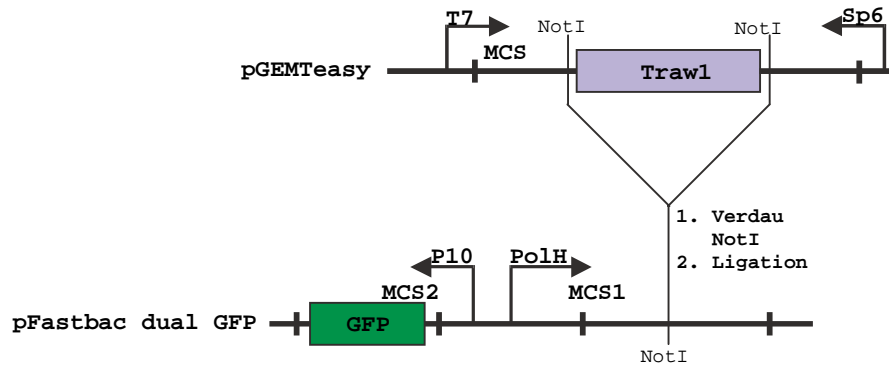 T7
NotI
NotI
Sp6
MCS
pGEMTeasy
Traw1
1. Verdau
NotI
2. Ligation
P10
PolH
MCS2
MCS1
pFastbac dual GFP
GFP
NotI